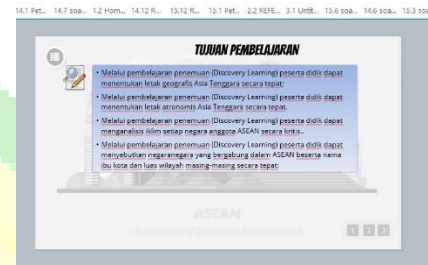 14.1 Pet... 14.7 soa... 1.2 Hom... 14.12 R... 15.12 R... 15.1 Pet... 2.2 REFE... 3.1 Untit... 15.6 soa... 14.6 soa... 15.3 soa
TUJUAN PEMBELAJARAN
• Melalui pembelajaran penemuan (Discovery Learning) peserta didik dapat
menentukan letak geografis Asia Tenggara secara tepat;
• Melalui pembelajaran penemuan (Discovery Learning) peserta didik dapat
menentukan letak atronomis Asia Tenggara secara tepat.
• Melalui pembelajaran penemuan (Discovery Learning) peserta didik dapat
menganalisis iklim setiap negara anggota ASEAN secara kritis..
• Melalui pembelajaran penemuan (Discovery Learning) peserta didik dapat
menyebutkan negaranegara yang bergabung dalam ASEAN beserta nama
ibu kota dan luas wilayah masing-masing secara tepat;
ASEAN
1 2 3